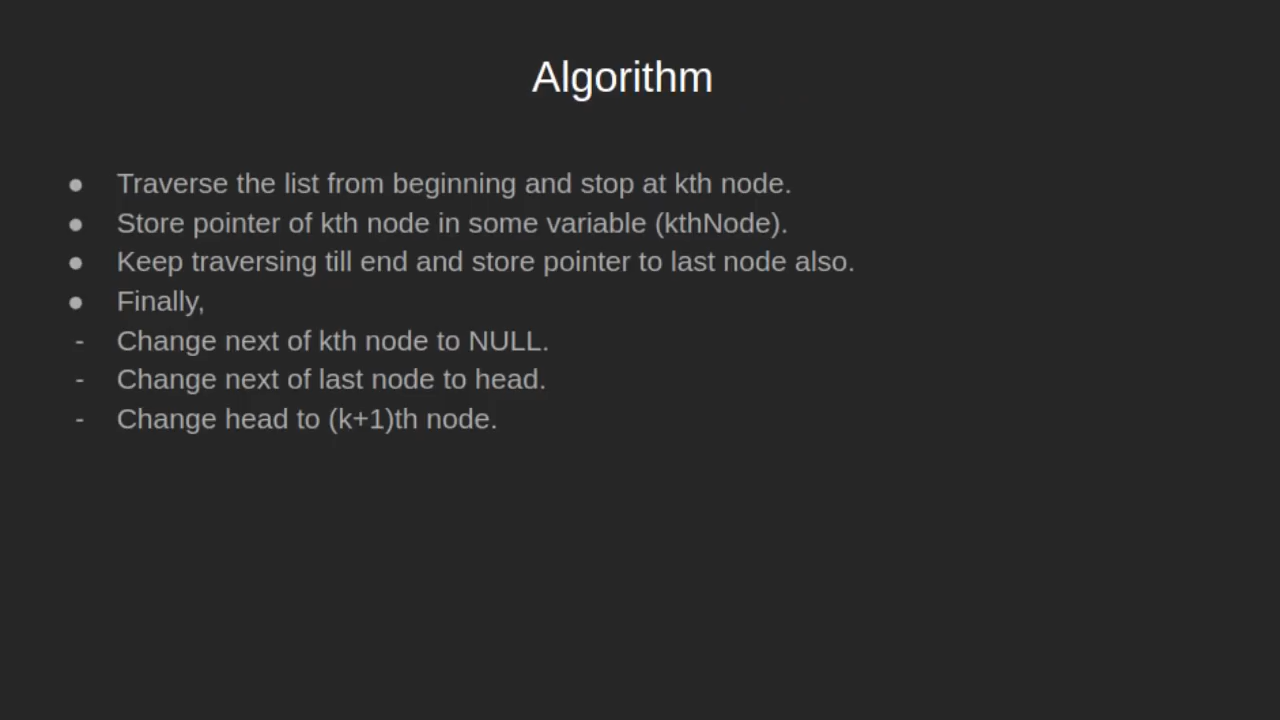 Algorithm
● Traverse the list from beginning and stop at kth node.
● Store pointer of kth node in some variable (kthNode).
● Keep traversing till end and store pointer to last node also.
● Finally,
- Change next of kth node to NULL.
- Change next of last node to head.
- Change head to (k+1)th node.